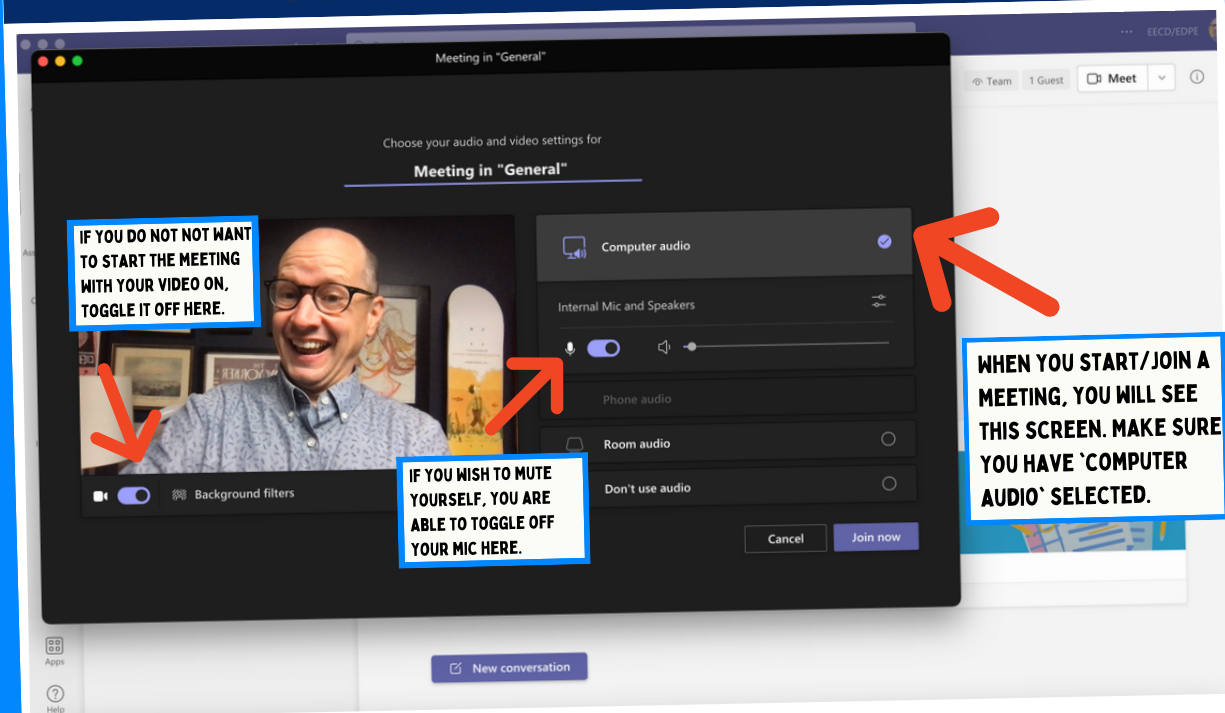 EECD/EDPE
Meeting in "General"
Team
1 Guest
Meet
Choose your audio and video settings for
Meeting in "General"
IF YOU DO NOT NOT WANT
TO START THE MEETING
WITH YOUR VIDEO ON,
TOGGLE IT OFF HERE.
Computer audio
Internal Mic and Speakers
Phone audio
Room audio
Don't use audio
WHEN YOU START/JOIN A
MEETING, YOU WILL SEE
THIS SCREEN. MAKE SURE
YOU HAVE `COMPUTER
AUDIO` SELECTED.
IF YOU WISH TO MUTE
YOURSELF, YOU ARE
ABLE TO TOGGLE OFF
YOUR MIC HERE.
Background filters
Cancel
Join now
Apps
New conversation
Help